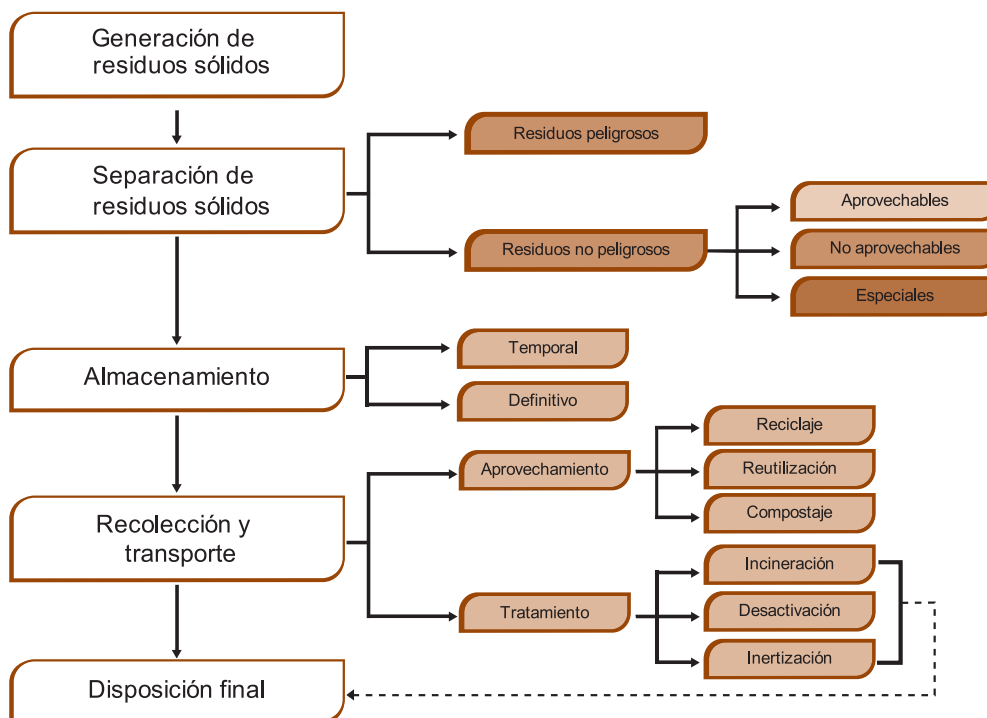 Generación de
residuos sólidos
Separación de
residuos sólidos
Residuos peligrosos
Residuos no peligrosos
Aprovechables
No aprovechables
Especiales
Almacenamiento
Temporal
Definitivo
Recolección y
transporte
Aprovechamiento
Reciclaje
Reutilización
Compostaje
Tratamiento
Incineración
Desactivación
Inertización
Disposición final